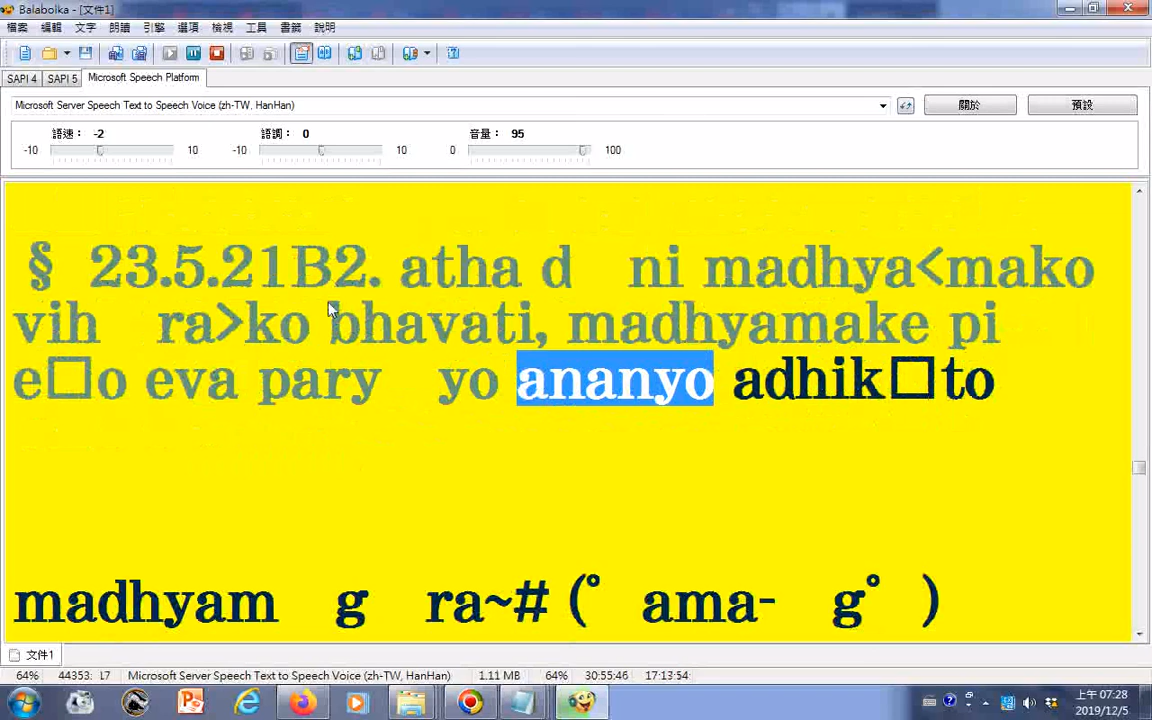 Balabolka - [文件1]
檔案 編輯 文字 朗讀 引擎 選項 檢視 工具 書籤 說明
SAPI 4 SAPI 5 Microsoft Speech Platform
Microsoft Server Speech Text to Speech Voice (zh-TW, HanHan) 關於 預設
語速： -2 語調： 0 音量： 95
-10 10 -10 10 0 100
§ 23.5.21B2. atha d ni madhya<mako
vih ra>ko bhavati, madhyamake pi
e□o eva pary yo ananyo adhik□to
madhyam g ra~# (° ama- g° )
文件1
64% 44353: 17 Microsoft Server Speech Text to Speech Voice (zh-TW, HanHan) 1.11 MB 64% 30:55:46 17:13:54
上午 07:28
2019/12/5